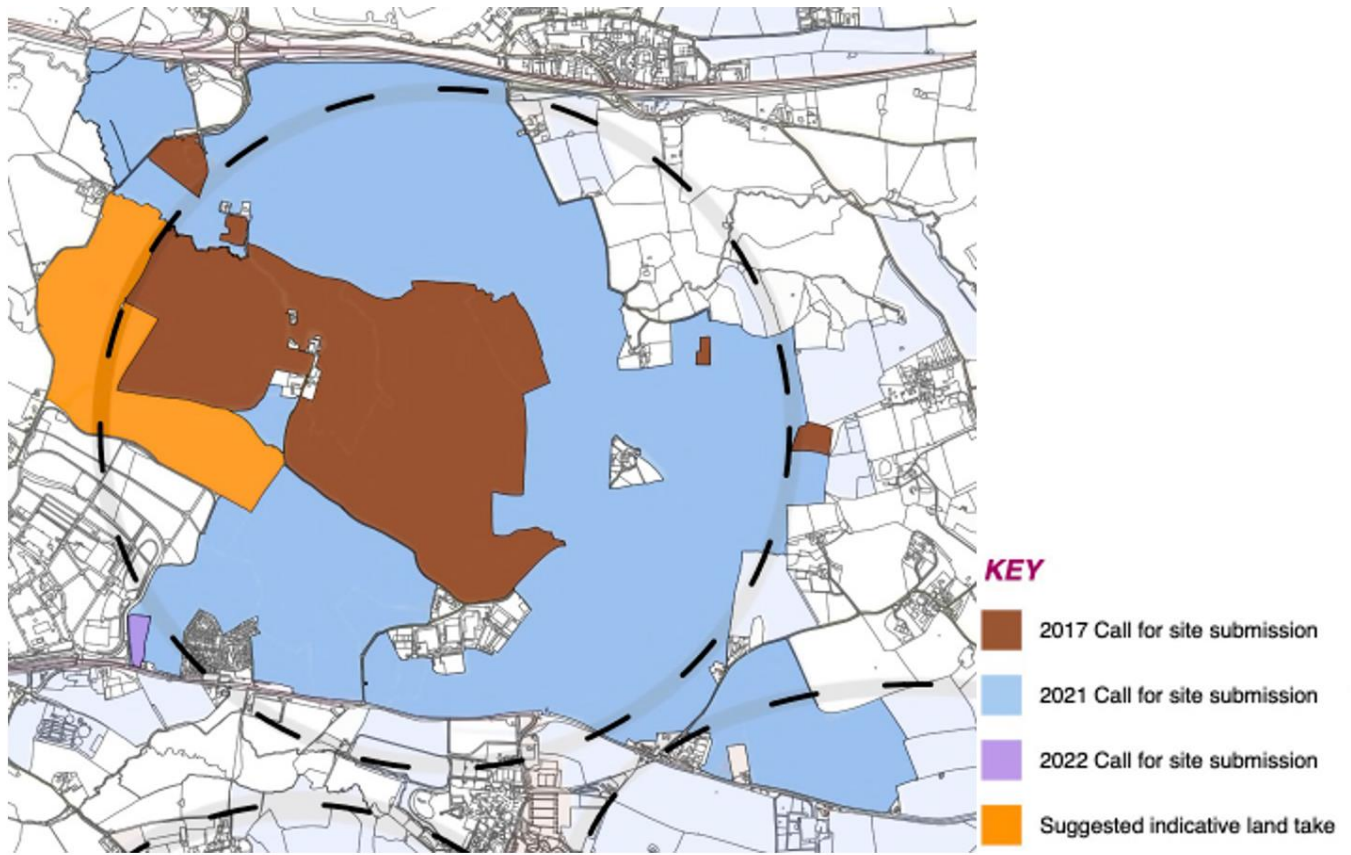 KEY
2017 Call for site submission
2021 Call for site submission
2022 Call for site submission
Suggested indicative land take